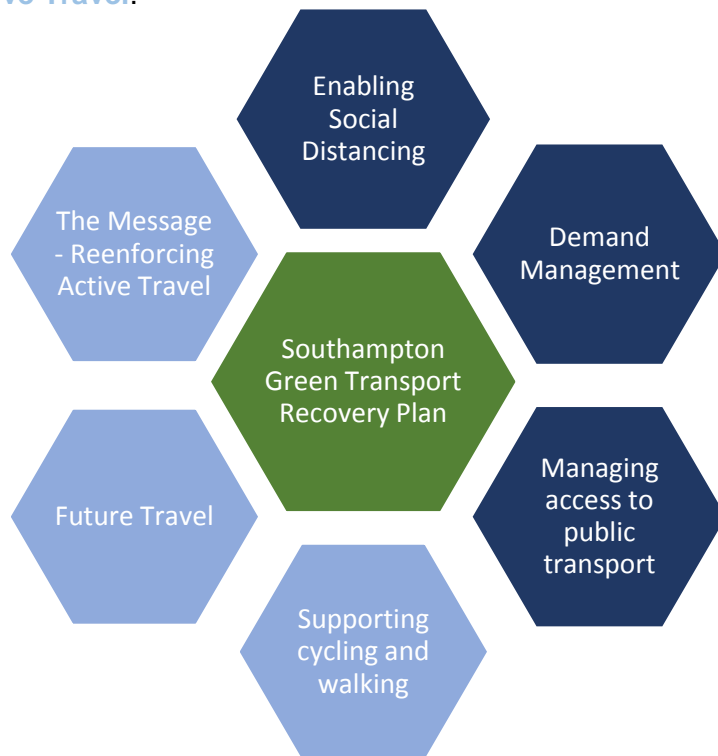 Travel.
Enabling
Social
Distancing
The Message
- Reenforcing
Active Travel
Demand
Management
Southampton
Green Transport
Recovery Plan
Managing
access to
public
transport
Future Travel
Supporting
cycling and
walking